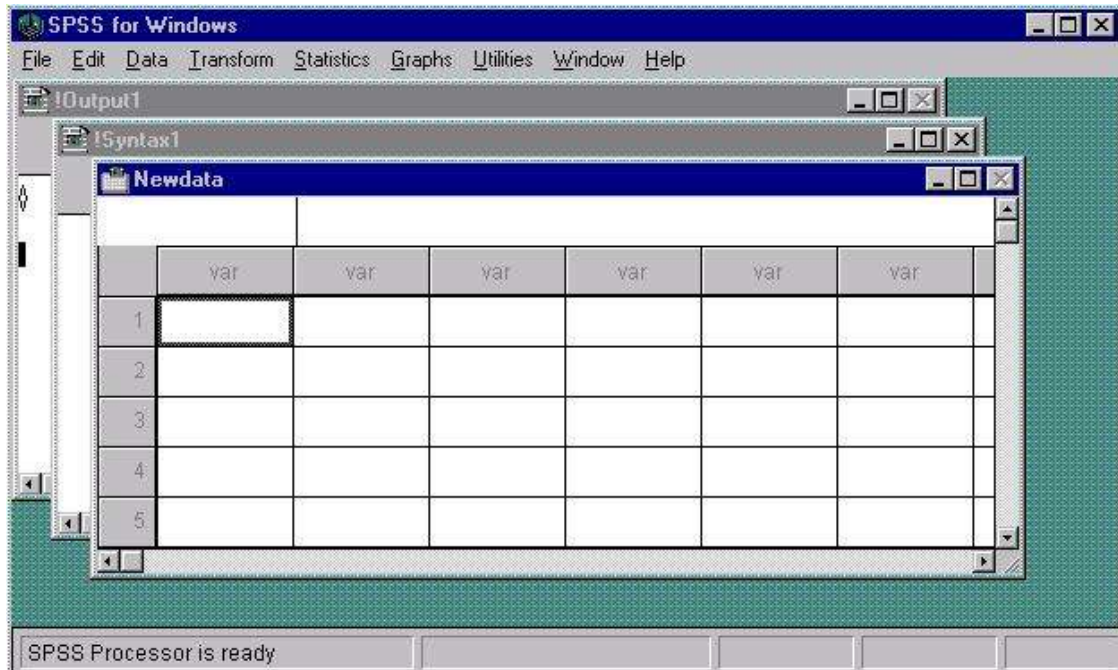 SPSS for Windows
File Edit Data Transform Statistics Graphs Utilities Window Help
!Output1
!Syntax1
Newdata
var var var var var var
1
2
3
4
5
SPSS Processor is ready